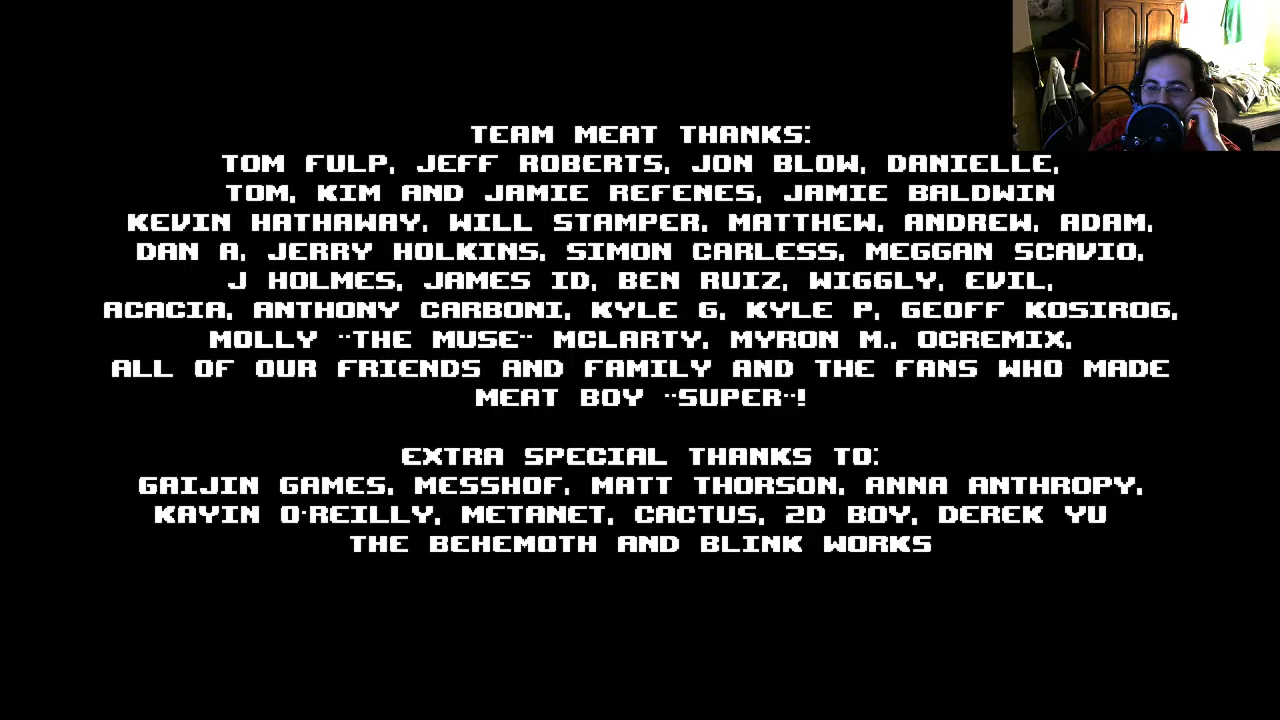 TEAM MEAT THANKS:
TOM FULP, JEFF ROBERTS, JON BLOW, DANIELLE,
TOM, KIM AND JAMIE REFENES, JAMIE BALDWIN
KEVIN HATHAWAY, WILL STAMPER, MATTHEW, ANDREW, ADAM,
DAN A, JERRY HOLKINS, SIMON CARLESS, MEGGAN SCAVIO,
J HOLMES, JAMES ID, BEN RUIZ, WIGGLY, EVIL,
ACACIA, ANTHONY CARBONI, KYLE G, KYLE P, GEOFF KOSIROG,
MOLLY "THE MUSE" MCLARTY, MYRON M., OCREMIX,
ALL OF OUR FRIENDS AND FAMILY AND THE FANS WHO MADE
MEAT BOY "SUPER"!
EXTRA SPECIAL THANKS TO:
GAIJIN GAMES, MESSHOF, MATT THORSON, ANNA ANTHROPY,
KAYIN O'REILLY, METANET, CACTUS, 2D BOY, DEREK YU
THE BEHEMOTH AND BLINK WORKS